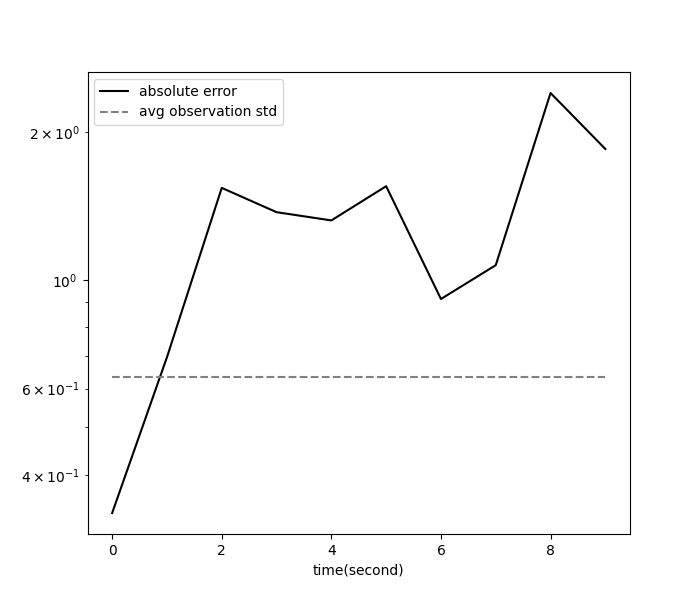 absolute error
avg observation std
2 × 10⁰
10⁰
6 × 10⁻¹
4 × 10⁻¹
0 2 4 6 8
time(second)